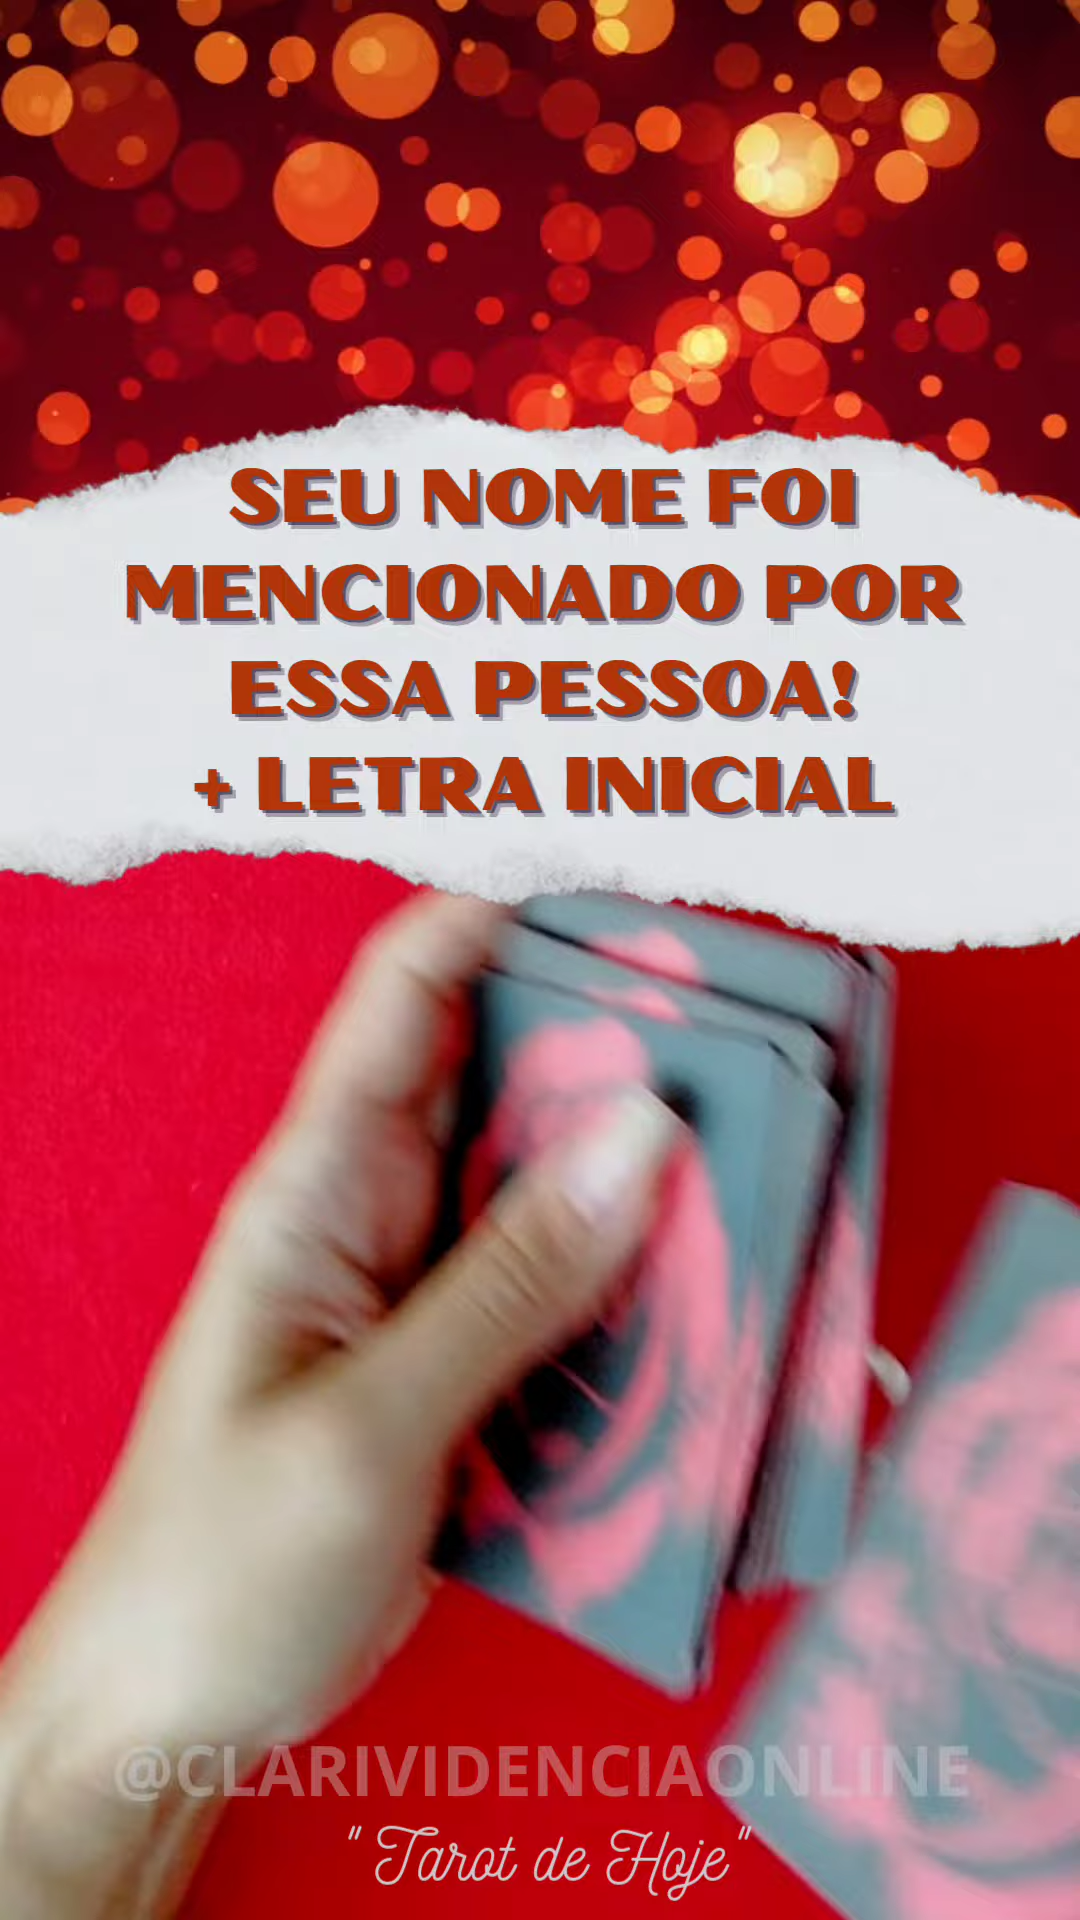 SEU NOME FOI
MENCIONADO POR
ESSA PESSOA!
+ LETRA INICIAL
@CLARIVIDENCIAONLINE
"Tarot de Hoje"